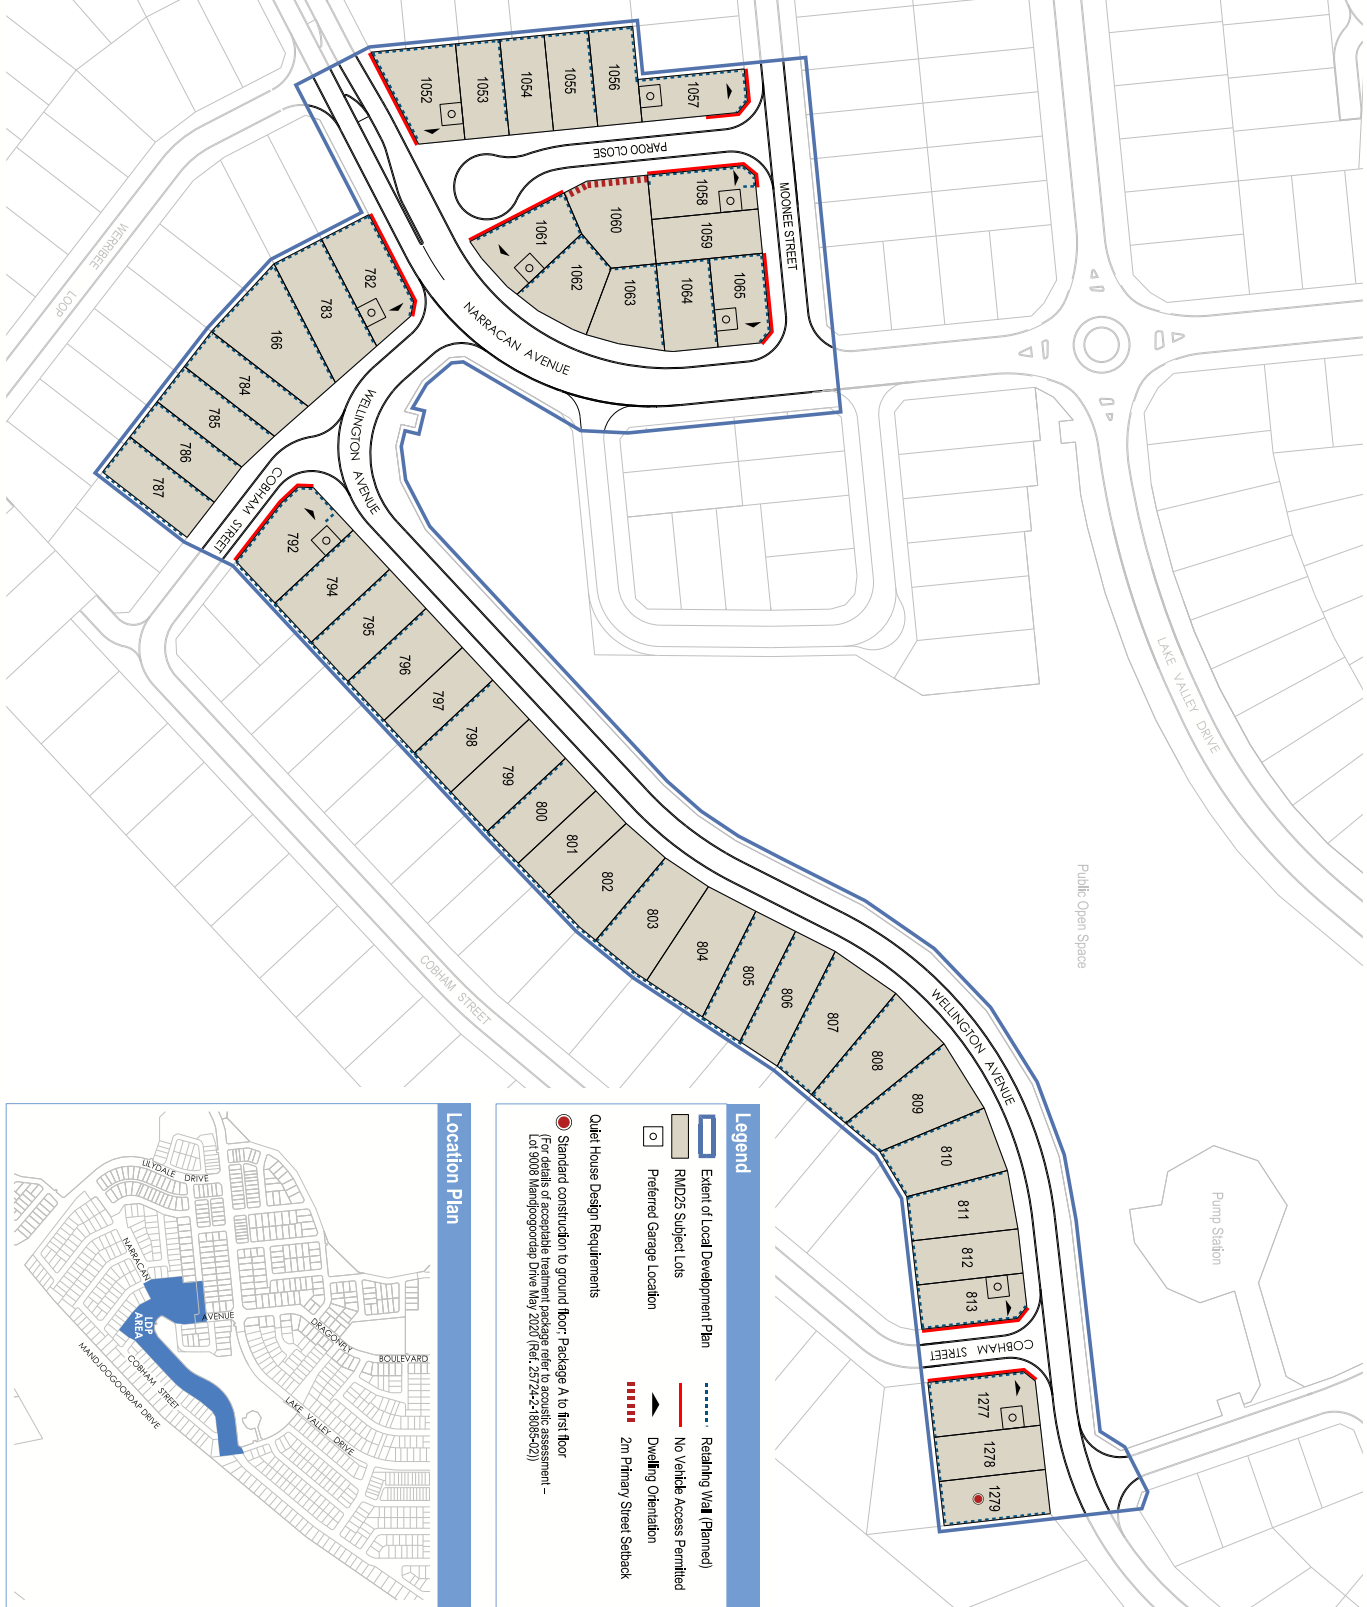 1052
1053
1054
1055
1056
1057
PAROO CLOSE
MOONEE STREET
1058
1059
1060
1061
1062
1063
1064
1065
NARRACAN AVENUE
WERRIBEE LOOP
782
783
166
784
785
786
787
WELLINGTON AVENUE
COBHAM STREET
792
794
795
796
797
798
799
800
801
802
803
804
805
806
807
808
809
810
811
812
813
COBHAM STREET
WELLINGTON AVENUE
COBHAM STREET
1277
1278
1279
LAKE VALLEY DRIVE
Public Open Space
Pump Station
Legend
Extent of Local Development Plan
RMD25 Subject Lots
Preferred Garage Location
Retaining Wall (Planned)
No Vehicle Access Permitted
Dwelling Orientation
2m Primary Street Setback
Quiet House Design Requirements
Standard construction to ground floor; Package A to first floor
(For details of acceptable treatment package refer to acoustic assessment –
Lot 9008 Mandjoogoordap Drive May 2020 (Ref: 25724-2-18085-02))
Location Plan
LILYDALE DRIVE
NARRACAN
AVENUE
LDP
AREA
DRAGONFLY
BOULEVARD
COBHAM STREET
MANDJOOGOORDAP DRIVE
LAKE VALLEY DRIVE